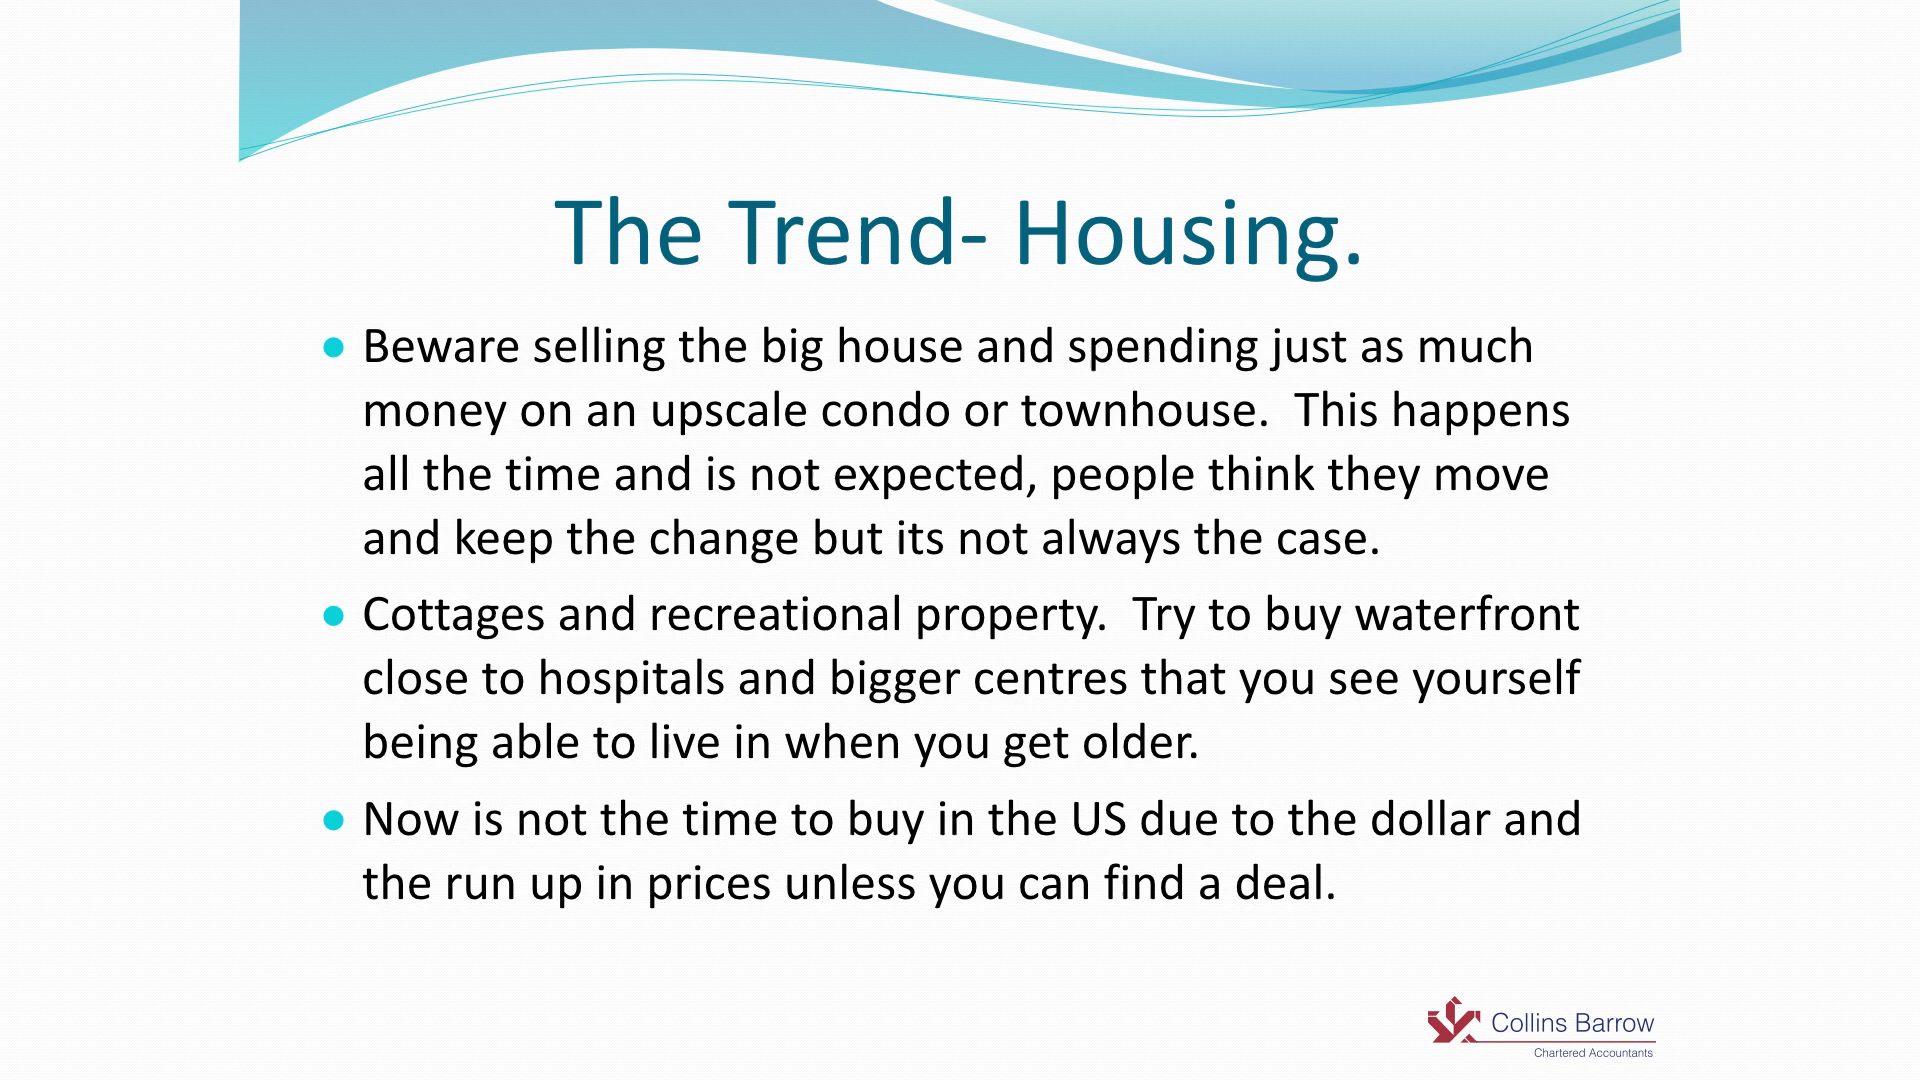 The Trend- Housing.
Beware selling the big house and spending just as much
money on an upscale condo or townhouse.  This happens
all the time and is not expected, people think they move
and keep the change but its not always the case.
Cottages and recreational property.  Try to buy waterfront
close to hospitals and bigger centres that you see yourself
being able to live in when you get older.
Now is not the time to buy in the US due to the dollar and
the run up in prices unless you can find a deal.
Collins Barrow
Chartered Accountants